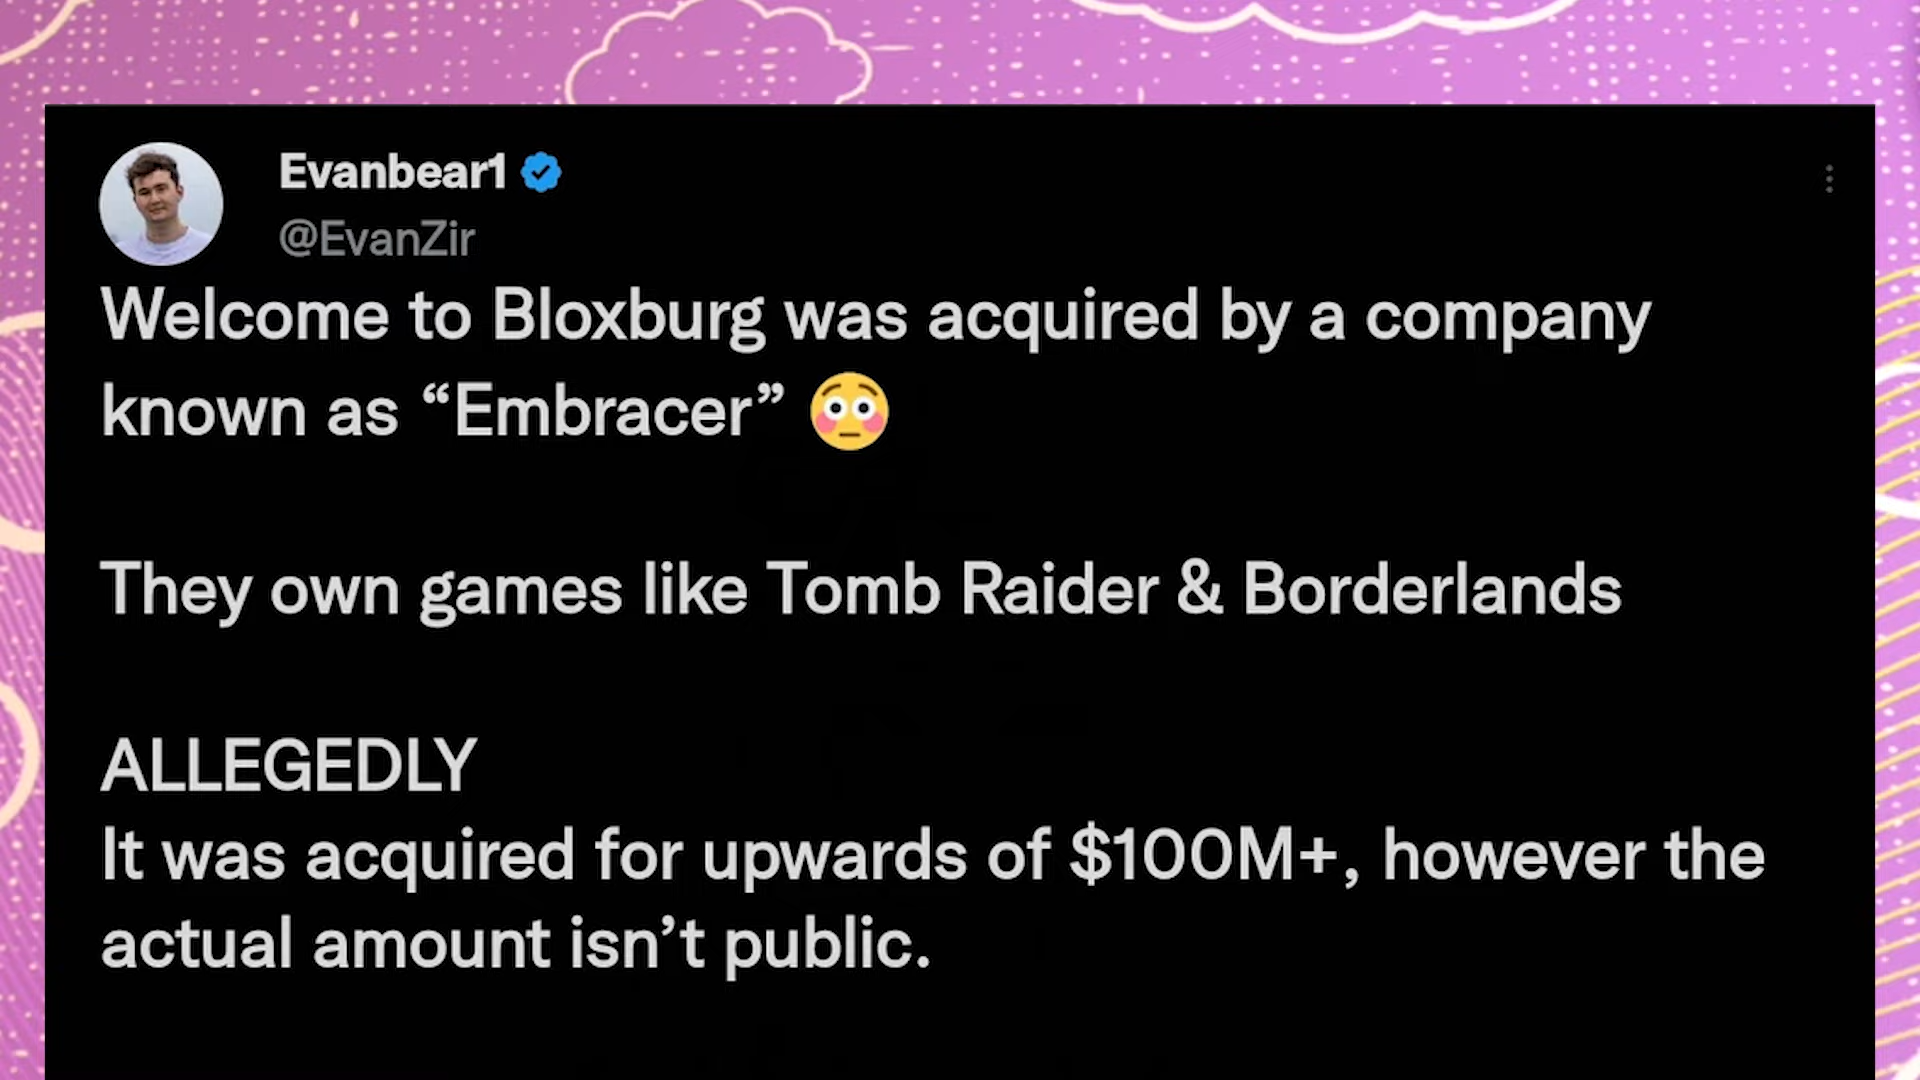 Evanbear1
@EvanZir
Welcome to Bloxburg was acquired by a company
known as “Embracer” 😳
They own games like Tomb Raider & Borderlands
ALLEGEDLY
It was acquired for upwards of $100M+, however the
actual amount isn’t public.